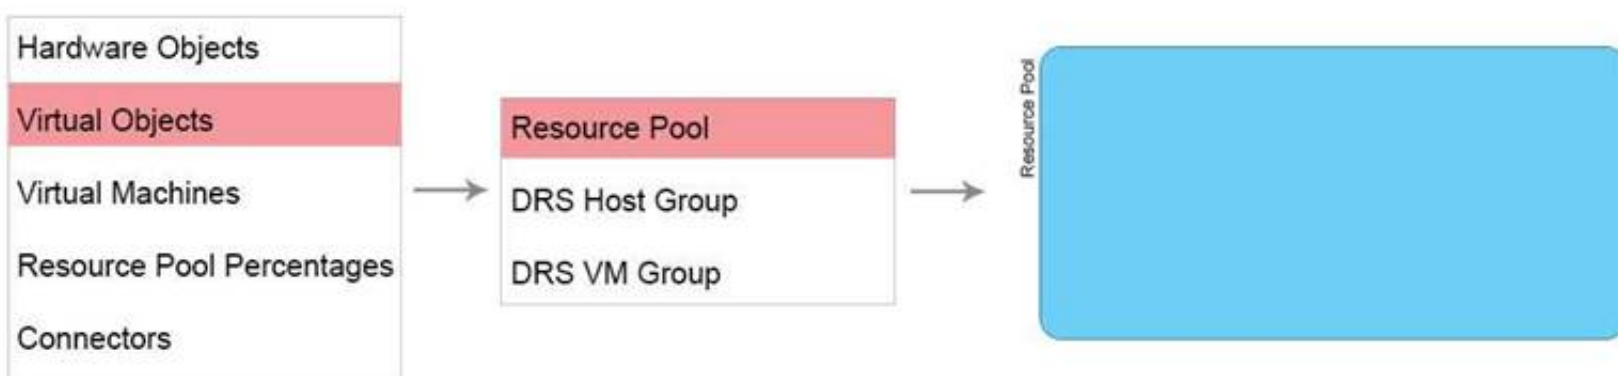 Hardware Objects
Virtual Objects
Virtual Machines
Resource Pool Percentages
Connectors
Resource Pool
DRS Host Group
DRS VM Group
Resource Pool